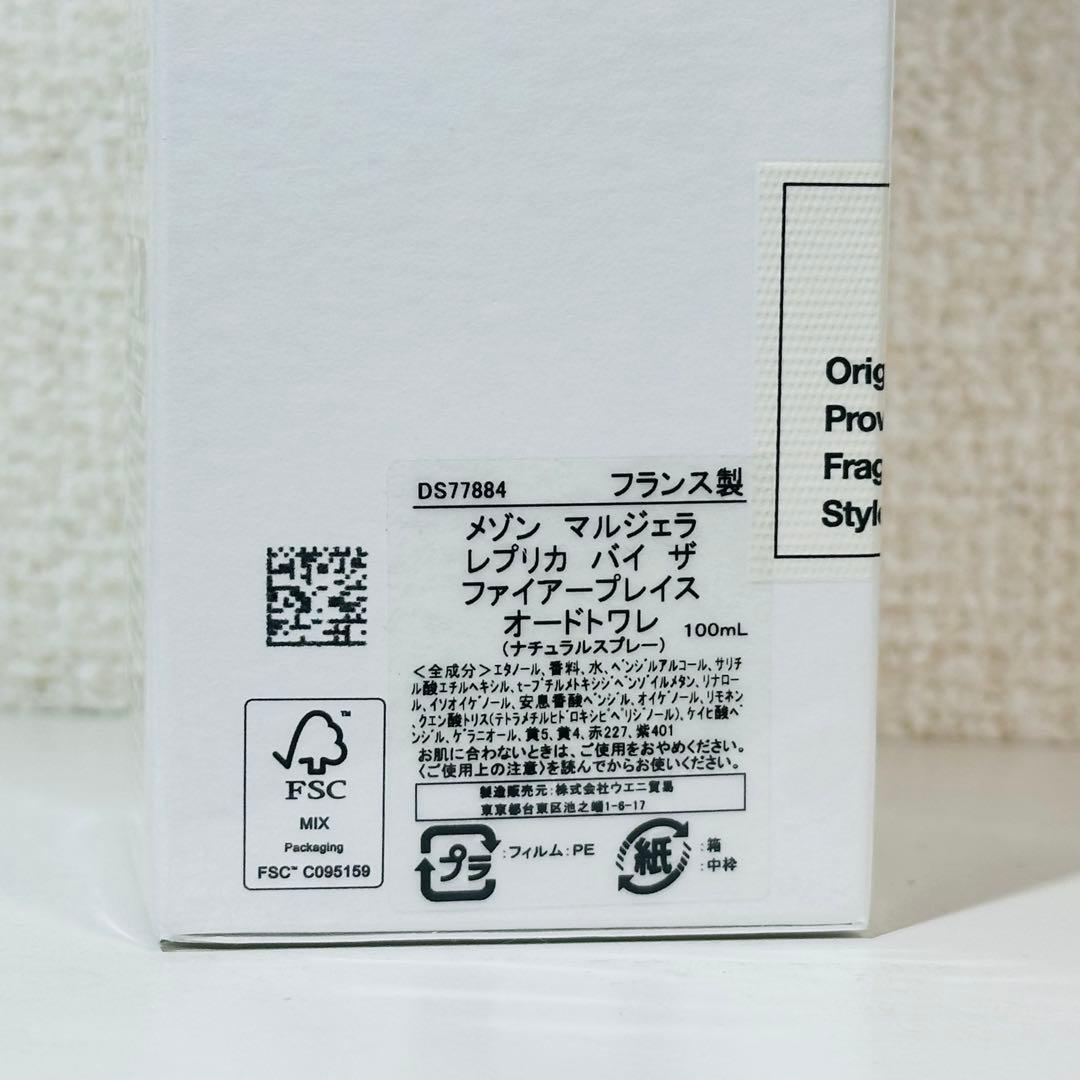 Orig
Prov
Frag
Style
DS77884 フランス製
メゾン マルジェラ
レプリカ バイ ザ
ファイアープレイス
オードトワレ 100mL
(ナチュラルスプレー)
<全成分>エタノール、香料、水、ベンジルアルコール、サリチ
ル酸エチルヘキシル、t-ブチルメトキシジベンゾイルメタン、リナロー
ル、イソオイゲノール、安息香酸ベンジル、オイゲノール、リモネン
、クエン酸トリス(テトラメチルヒドロキシピペリジノール)、ケイヒ酸ベ
ンジル、ゲラニオール、黄5、黄4、赤227、紫401
お肌に合わないときは、ご使用をおやめください。
〈ご使用上の注意〉を読んでからお使いください。
製造販売元:株式会社ウエニ貿易
東京都台東区池之端1-6-17
プラ :フィルム:PE 紙 :箱
:中枠
FSC™
MIX
Packaging
FSC™ C095159